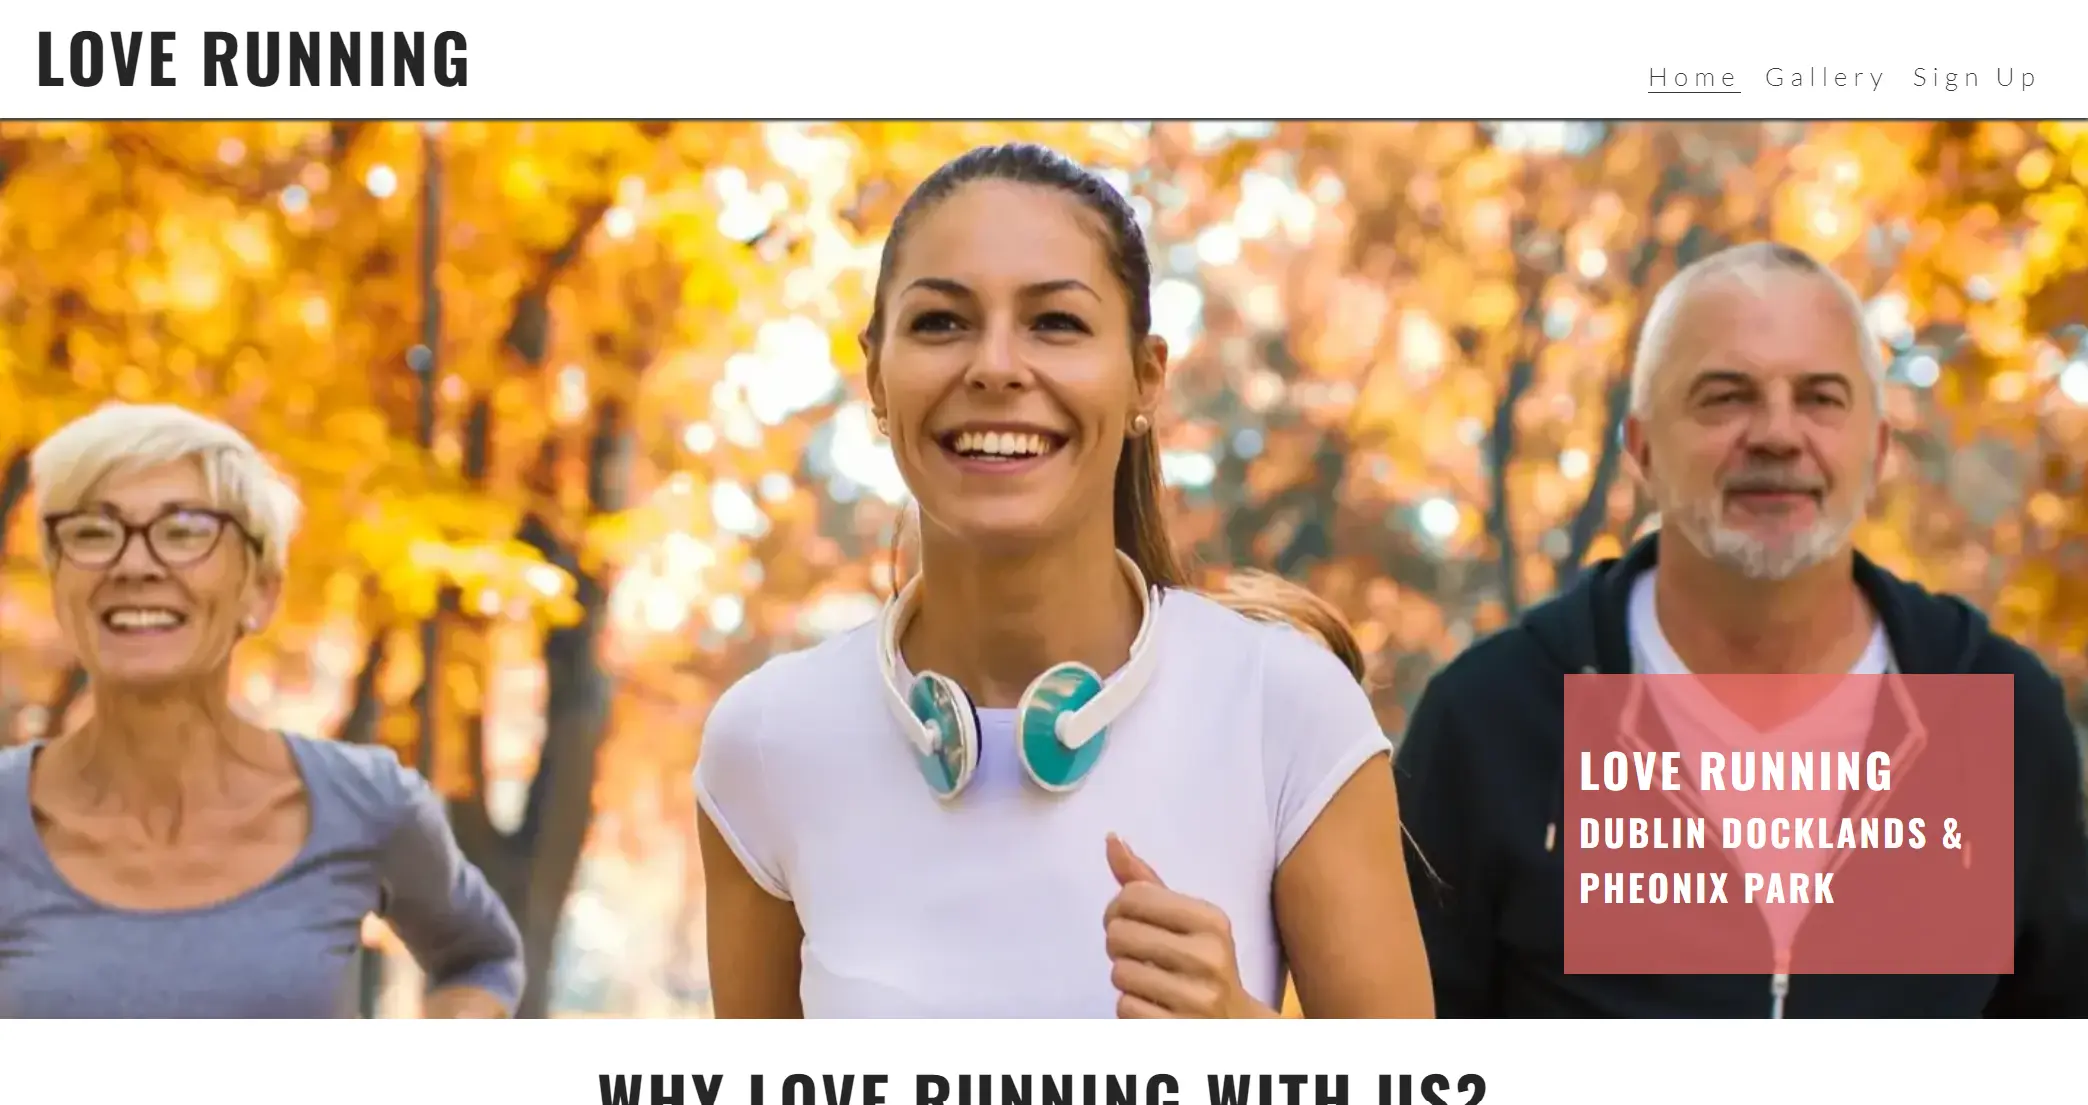 LOVE RUNNING
Home Gallery Sign Up
LOVE RUNNING
DUBLIN DOCKLANDS &
PHEONIX PARK
WHY LOVE RUNNING WITH US?